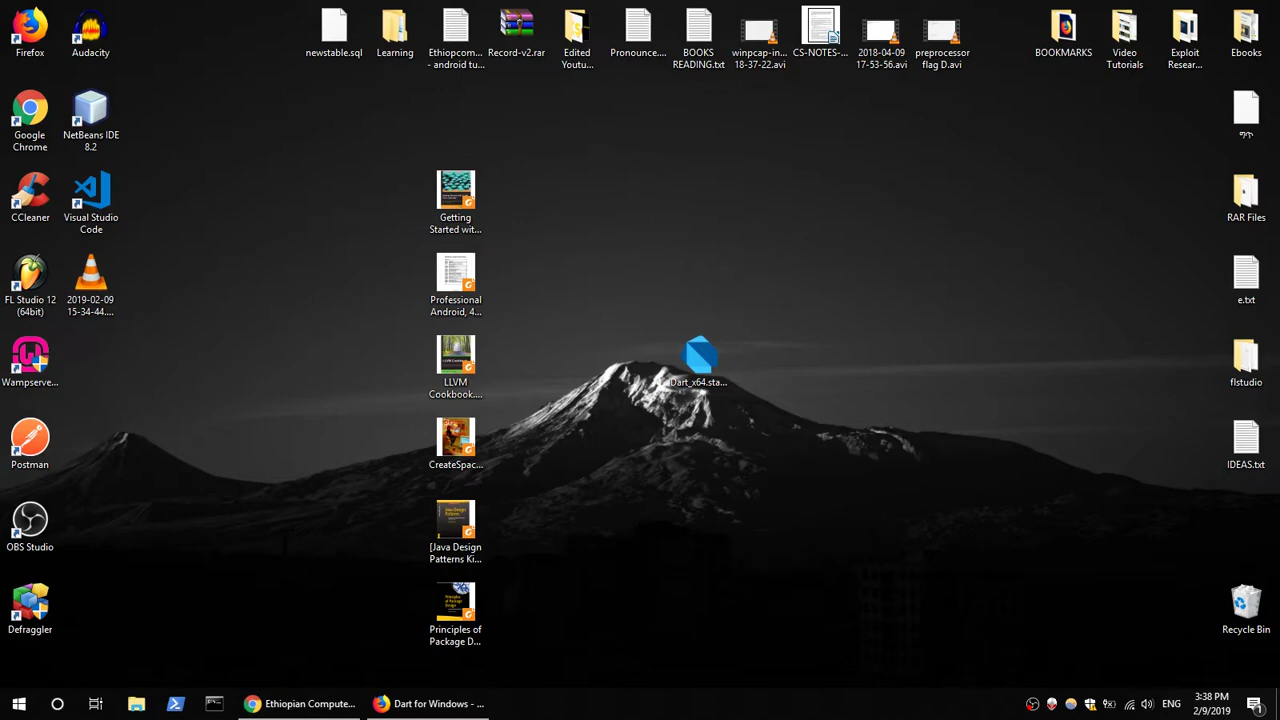 Firefox
Audacity
newstable.sql
Learning
Ethiopcom...
- android tu...
Record-v2.rar
Edited
Youtu...
Pronounce....
BOOKS
READING.txt
winpcap-in...
18-37-22.avi
CS-NOTES-...
2018-04-09
17-53-56.avi
preprocessor
flag D.avi
BOOKMARKS
Video
Tutorials
Exploit
Resear...
Ebooks
Google
Chrome
NetBeans IDE
8.2
ግጥ
CCleaner
Visual Studio
Code
Getting
Started wit...
RAR Files
FL Studio 12
(64bit)
2019-02-09
15-34-44....
Professional
Android, 4...
e.txt
Wampserve...
LLVM
Cookbook....
Dart_x64.sta...
flstudio
Postman
CreateSpac...
IDEAS.txt
OBS Studio
[Java Design
Patterns Ki...
Defraggler
Principles of
Package D...
Recycle Bin
Ethiopian Compute...
Dart for Windows - ...
ENG
3:38 PM
2/9/2019